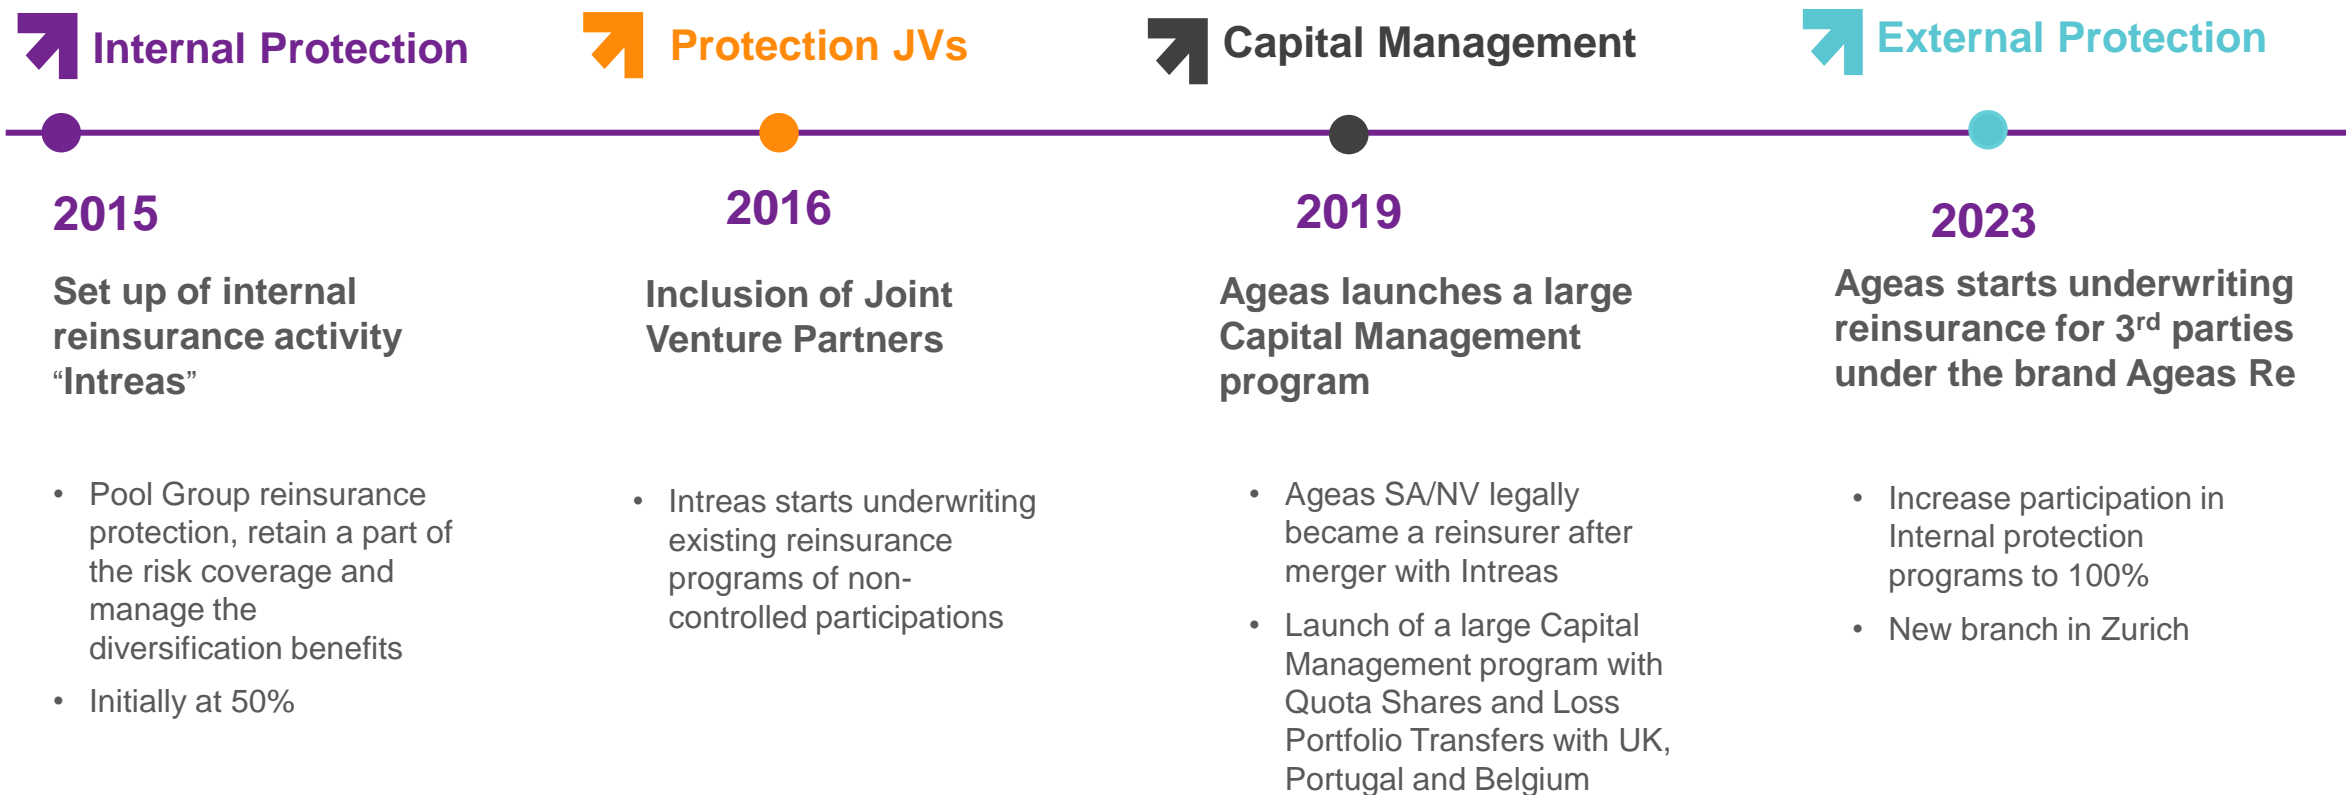 Internal Protection
2015
Set up of internal
reinsurance activity
“Intreas”
• Pool Group reinsurance
protection, retain a part of
the risk coverage and
manage the
diversification benefits
• Initially at 50%
Protection JVs
2016
Inclusion of Joint
Venture Partners
• Intreas starts underwriting
existing reinsurance
programs of non-
controlled participations
Capital Management
2019
Ageas launches a large
Capital Management
program
• Ageas SA/NV legally
became a reinsurer after
merger with Intreas
• Launch of a large Capital
Management program with
Quota Shares and Loss
Portfolio Transfers with UK,
Portugal and Belgium
External Protection
2023
Ageas starts underwriting
reinsurance for 3rd parties
under the brand Ageas Re
• Increase participation in
Internal protection
programs to 100%
• New branch in Zurich